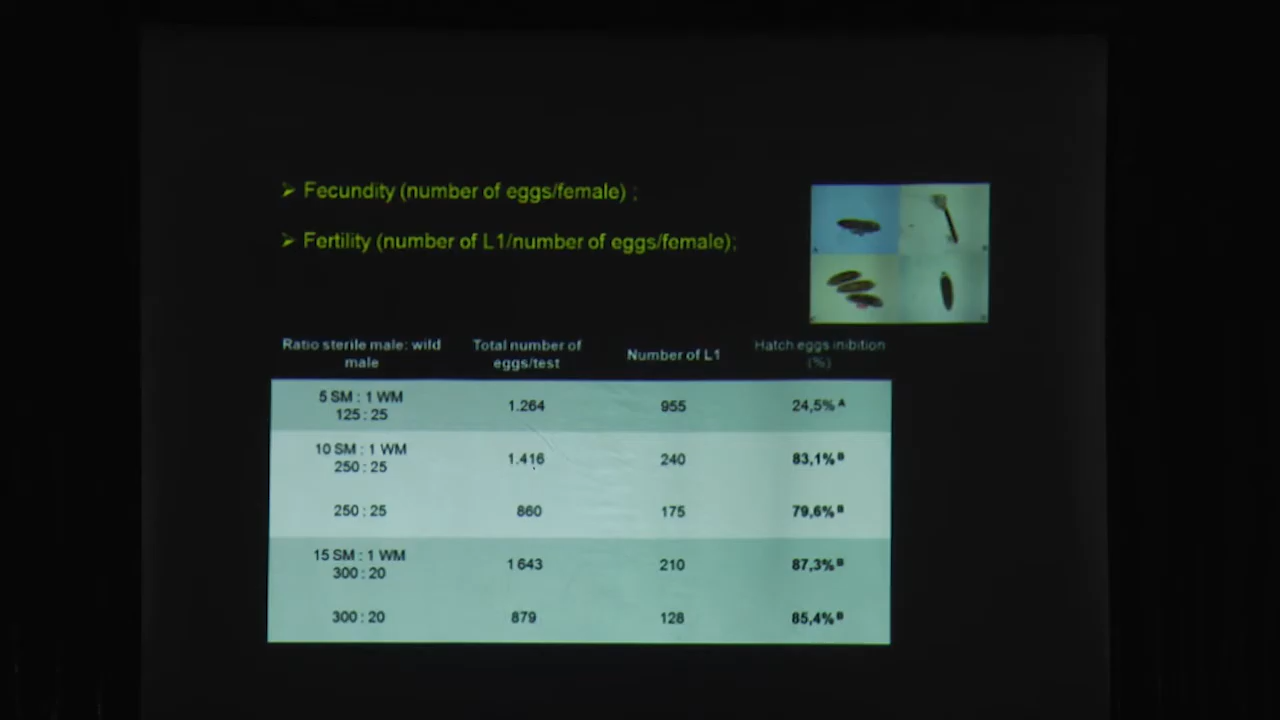 ➢ Fecundity (number of eggs/female) ;
➢ Fertility (number of L1/number of eggs/female);
Ratio sterile male: wild male
Total number of eggs/test
Number of L1
Hatch eggs inibition (%)
5 SM : 1 WM
125 : 25
1.264
955
24,5% A
10 SM : 1 WM
250 : 25
1.416
240
83,1% B
250 : 25
860
175
79,6% B
15 SM : 1 WM
300 : 20
1643
210
87,3% B
300 : 20
879
128
85,4% B